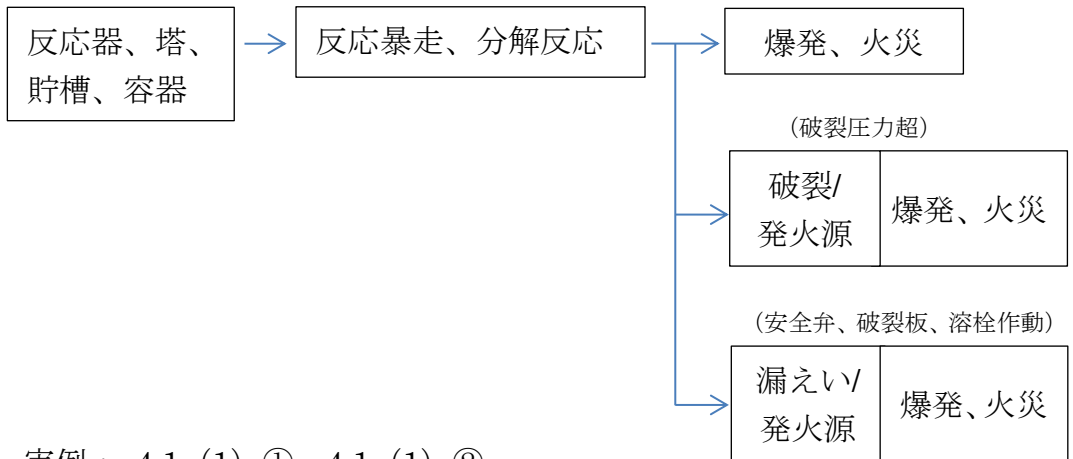 反応器、塔、
貯槽、容器
反応暴走、分解反応
爆発、火災
（破裂圧力超）
破裂/
発火源
爆発、火災
（安全弁、破裂板、溶栓作動）
漏えい/
発火源
爆発、火災